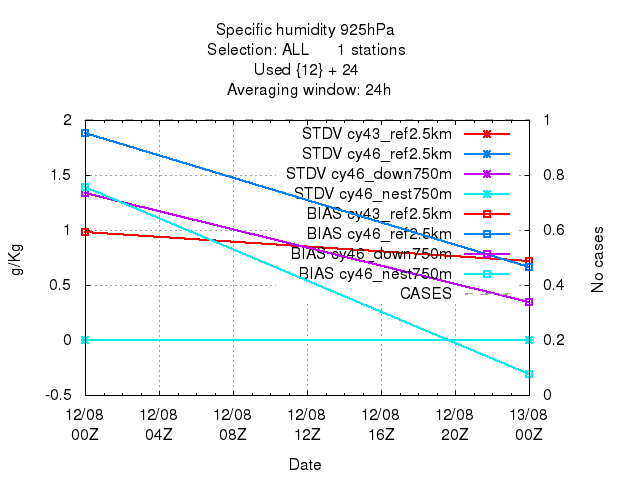 Specific humidity 925hPa
Selection: ALL 1 stations
Used {12} + 24
Averaging window: 24h
2
1.5
1
0.5
0
-0.5
g/Kg
1
0.8
0.6
0.4
0.2
0
No cases
STDV cy43_ref2.5km
STDV cy46_ref2.5km
STDV cy46_down750m
STDV cy46_nest750m
BIAS cy43_ref2.5km
BIAS cy46_ref2.5km
BIAS cy46_down750m
BIAS cy46_nest750m
CASES
12/08 12/08 12/08 12/08 12/08 12/08 13/08
00Z 04Z 08Z 12Z 16Z 20Z 00Z
Date